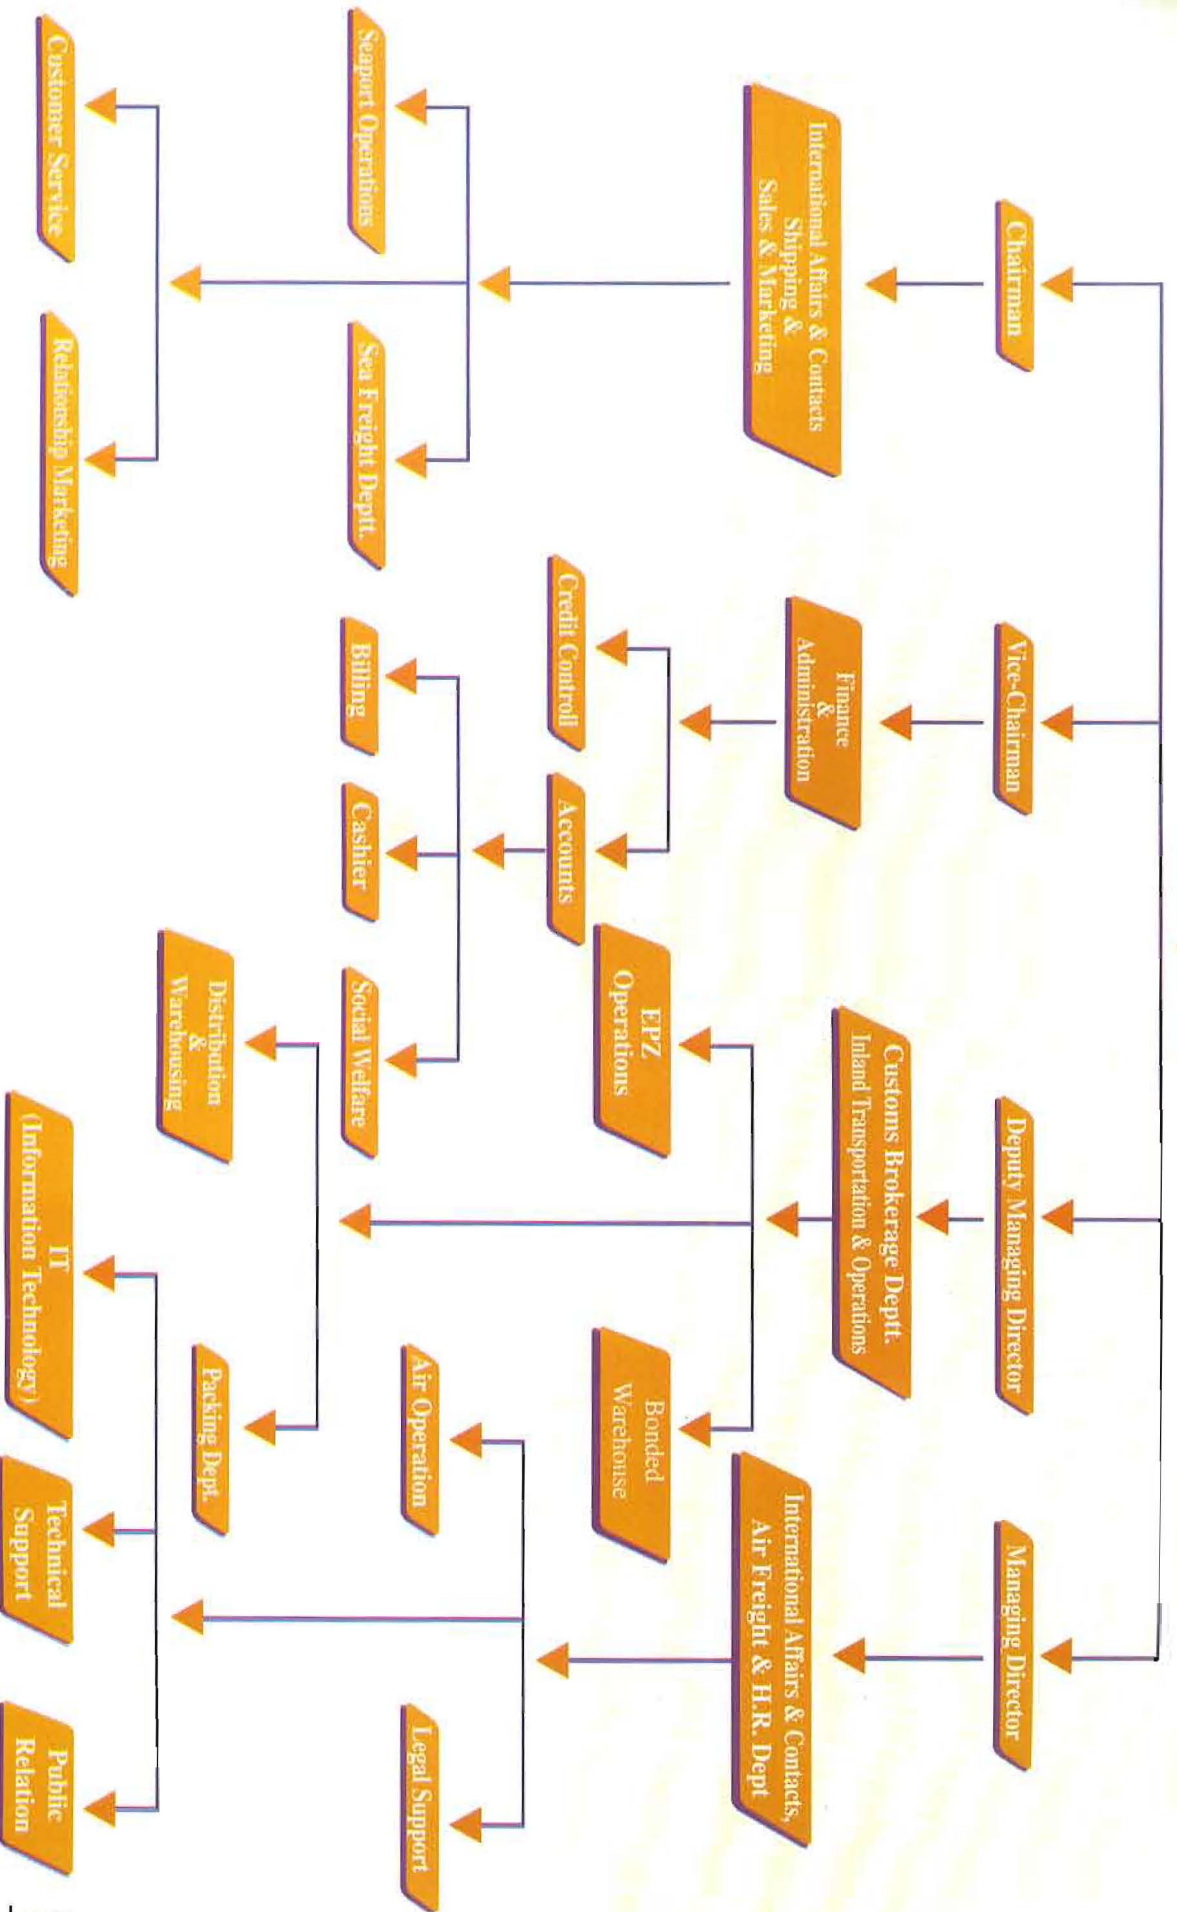 Chairman
Vice-Chairman
Deputy Managing Director
Managing Director
International Affairs & Contacts
Shipping &
Sales & Marketing
Finance
&
Administration
Customs Brokerage Deptt.
Inland Transportation & Operations
International Affairs & Contacts,
Air Freight & H.R. Dept
Credit Controll
Accounts
EPZ
Operations
Bonded
Warehouse
Seaport Operations
Sea Freight Deptt.
Billing
Cashier
Social Welfare
Air Operation
Legal Support
Distribution
&
Warehousing
Packing Dept.
Customer Service
Relationship Marketing
IT
(Information Technology)
Technical
Support
Public
Relation